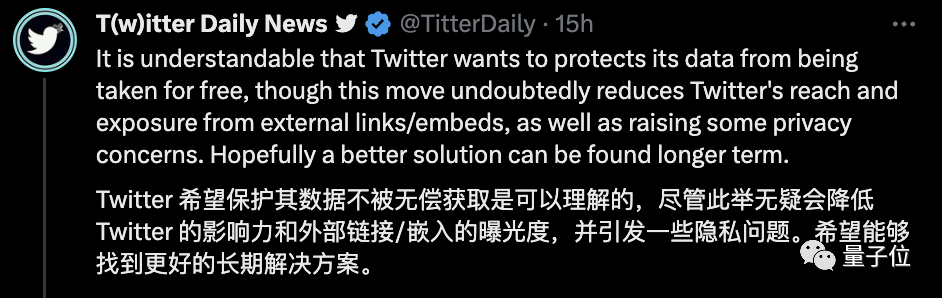 T(w)itter Daily News @TitterDaily · 15h
It is understandable that Twitter wants to protects its data from being
taken for free, though this move undoubtedly reduces Twitter's reach and
exposure from external links/embeds, as well as raising some privacy
concerns. Hopefully a better solution can be found longer term.
Twitter 希望保护其数据不被无偿获取是可以理解的，尽管此举无疑会降低
Twitter 的影响力和外部链接/嵌入的曝光度，并引发一些隐私问题。希望能够
找到更好的长期解决方案。
量子位